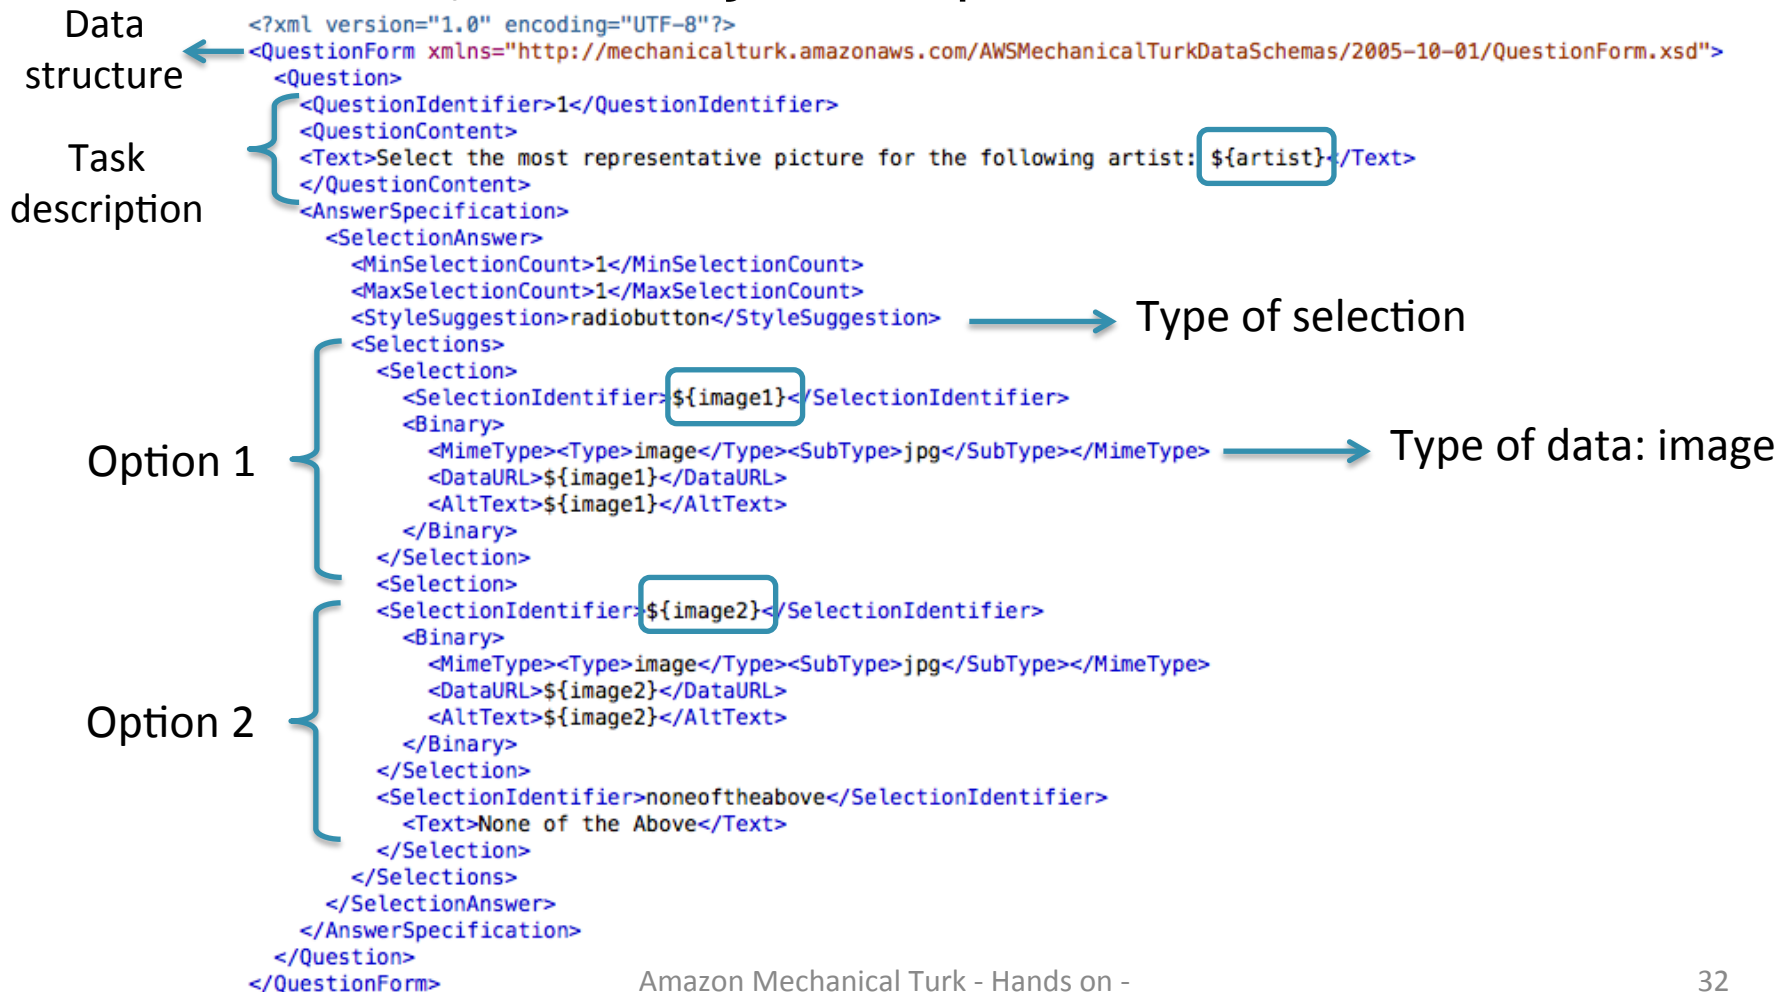 Data
structure
Task
description
Option 1
Option 2
<?xml version="1.0" encoding="UTF-8"?>
<QuestionForm xmlns="http://mechanicalturk.amazonaws.com/AWSMechanicalTurkDataSchemas/2005-10-01/QuestionForm.xsd">
<Question>
<QuestionIdentifier>1</QuestionIdentifier>
<QuestionContent>
<Text>Select the most representative picture for the following artist: ${artist}</Text>
</QuestionContent>
<AnswerSpecification>
<SelectionAnswer>
<MinSelectionCount>1</MinSelectionCount>
<MaxSelectionCount>1</MaxSelectionCount>
<StyleSuggestion>radiobutton</StyleSuggestion>
<Selections>
<Selection>
<SelectionIdentifier>${image1}</SelectionIdentifier>
<Binary>
<MimeType><Type>image</Type><SubType>jpg</SubType></MimeType>
<DataURL>${image1}</DataURL>
<AltText>${image1}</AltText>
</Binary>
</Selection>
<Selection>
<SelectionIdentifier>${image2}</SelectionIdentifier>
<Binary>
<MimeType><Type>image</Type><SubType>jpg</SubType></MimeType>
<DataURL>${image2}</DataURL>
<AltText>${image2}</AltText>
</Binary>
</Selection>
<SelectionIdentifier>noneoftheabove</SelectionIdentifier>
<Text>None of the Above</Text>
</Selection>
</Selections>
</SelectionAnswer>
</AnswerSpecification>
</Question>
</QuestionForm>
Type of selection
Type of data: image
Amazon Mechanical Turk - Hands on -
32